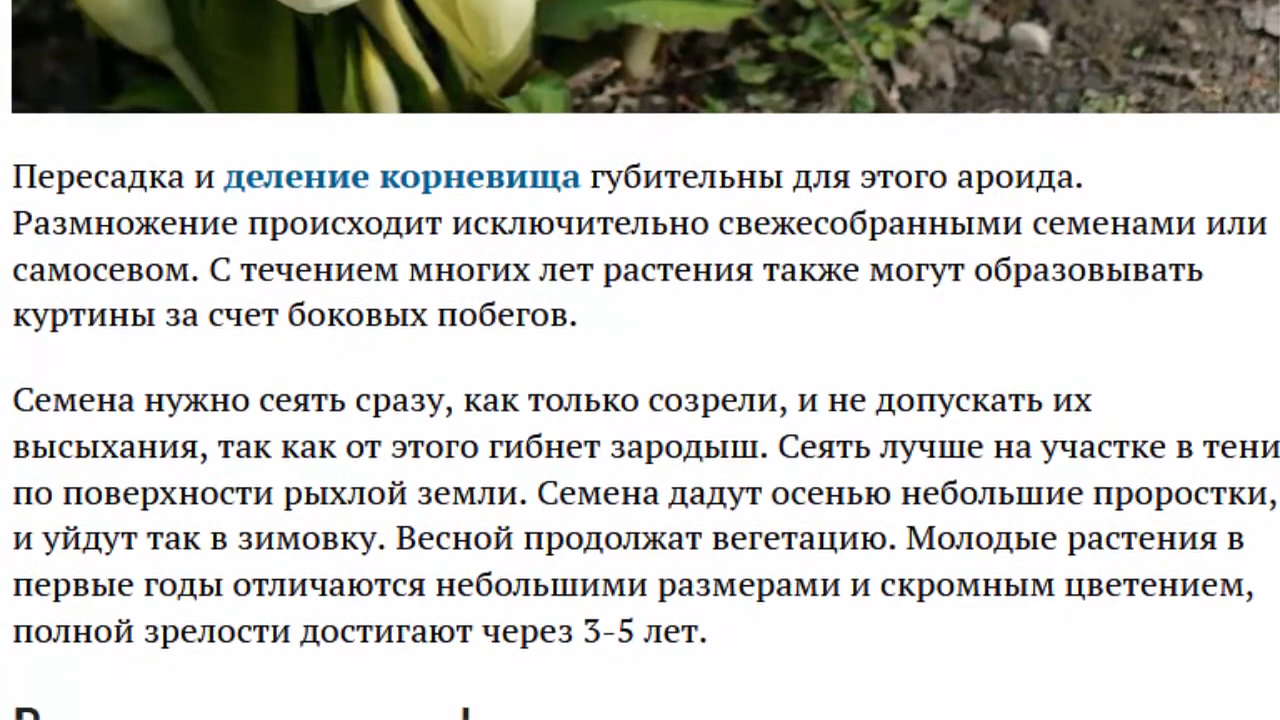 Пересадка и деление корневища губительны для этого ароида.
Размножение происходит исключительно свежесобранными семенами или
самосевом. С течением многих лет растения также могут образовывать
куртины за счет боковых побегов.
Семена нужно сеять сразу, как только созрели, и не допускать их
высыхания, так как от этого гибнет зародыш. Сеять лучше на участке в тени
по поверхности рыхлой земли. Семена дадут осенью небольшие проростки,
и уйдут так в зимовку. Весной продолжат вегетацию. Молодые растения в
первые годы отличаются небольшими размерами и скромным цветением,
полной зрелости достигают через 3-5 лет.